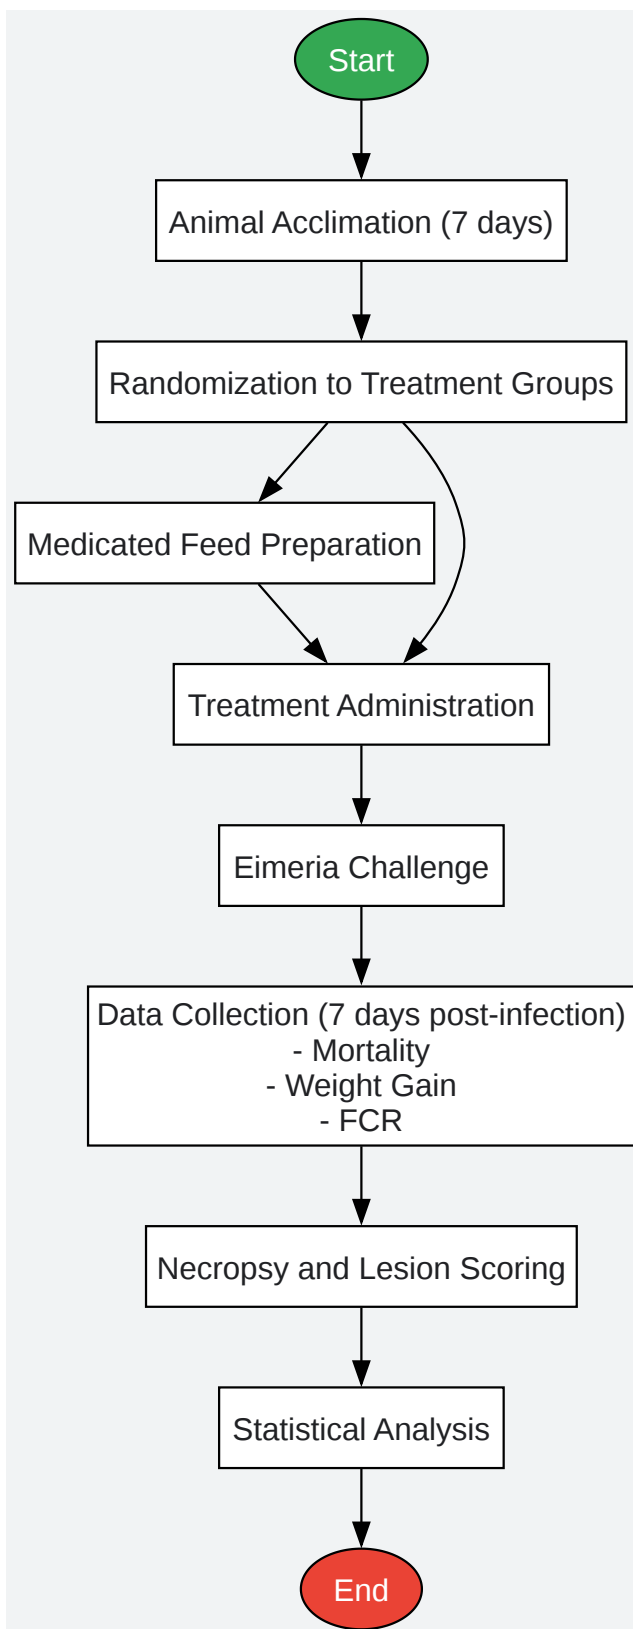 Start
Animal Acclimation (7 days)
Randomization to Treatment Groups
Medicated Feed Preparation
Treatment Administration
Eimeria Challenge
Data Collection (7 days post-infection)
- Mortality
- Weight Gain
- FCR
Necropsy and Lesion Scoring
Statistical Analysis
End